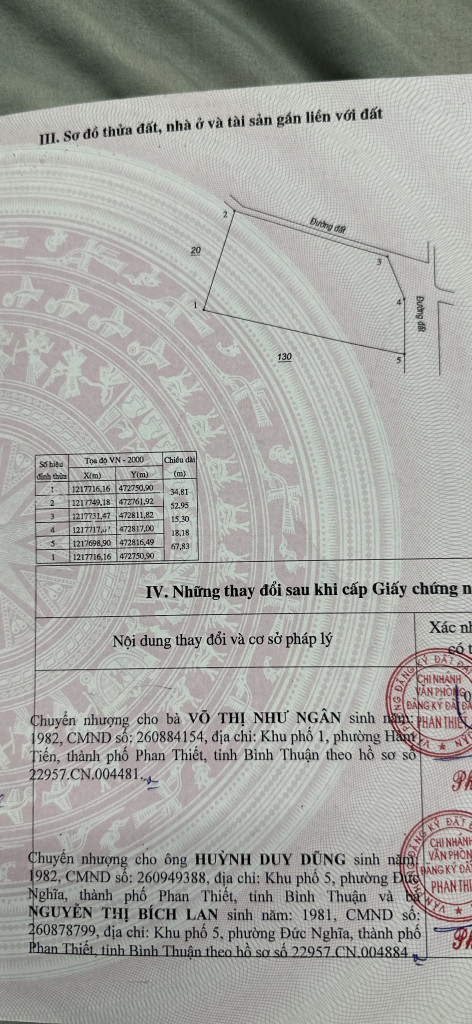 III. Sơ đồ thửa đất, nhà ở và tài sản gắn liền với đất
2
Đường đất
20
3
4
Đường đất
1
130
5
Số hiệu đỉnh thửa Tọa độ VN - 2000 Chiều dài (m)
X(m) Y(m)
1 1217716,16 472750,90
34,81
2 1217749,18 472761,92
52,95
3 1217731,47 472811,82
15,30
4 1217717, 472817,00
18,18
5 1217698,90 472816,49
67,83
1 1217716,16 472750,90
IV. Những thay đổi sau khi cấp Giấy chứng n
Nội dung thay đổi và cơ sở pháp lý
Xác nh
có t
CHI NHÁNH
VĂN PHÒNG
ĐĂNG KÝ ĐẤT ĐA
PHAN THIẾT
Chuyển nhượng cho bà VÕ THỊ NHƯ NGÂN sinh năm:
1982, CMND số: 260884154, địa chỉ: Khu phố 1, phường Hàm
Tiến, thành phố Phan Thiết, tỉnh Bình Thuận theo hồ sơ số
22957.CN.004481.
Ph
CHI NHÁNH
VĂN PHÒN
ĐĂNG KÝ ĐẤ
PHAN THI
Chuyển nhượng cho ông HUỲNH DUY DŨNG sinh năm:
1982, CMND số: 260949388, địa chỉ: Khu phố 5, phường Đức
Nghĩa, thành phố Phan Thiết, tỉnh Bình Thuận và bà
NGUYỄN THỊ BÍCH LAN sinh năm: 1981, CMND số:
260878799, địa chỉ: Khu phố 5, phường Đức Nghĩa, thành phố
Phan Thiết, tỉnh Bình Thuận theo hồ sơ số 22957.CN.004884
Ph